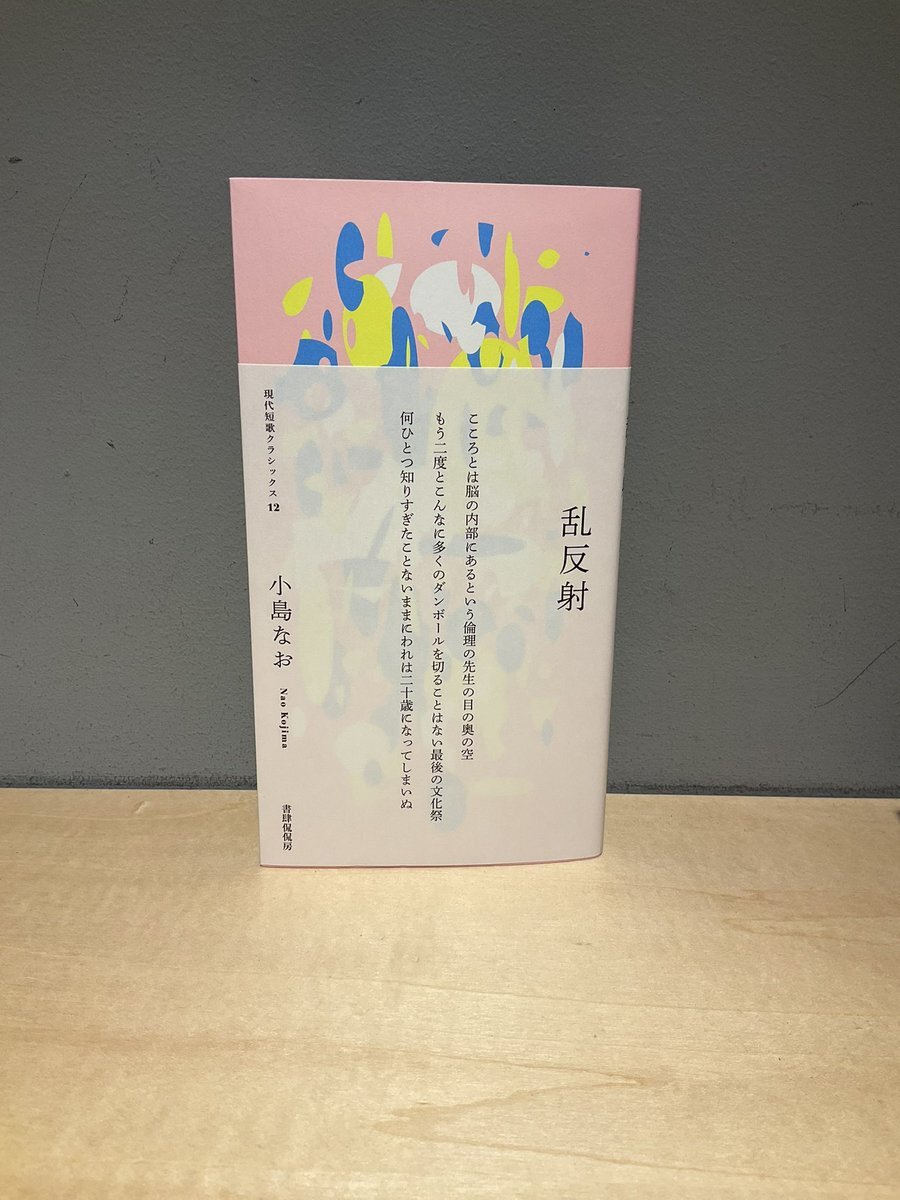 乱反射
こころとは脳の内部にあるという倫理の先生の目の奥の空
もう二度とこんなに多くのダンボールを切ることはない最後の文化祭
何ひとつ知りすぎたことないままにわれは二十歳になってしまいぬ
現代短歌クラシックス 12
小島なお Nao Kojima
書肆侃侃房